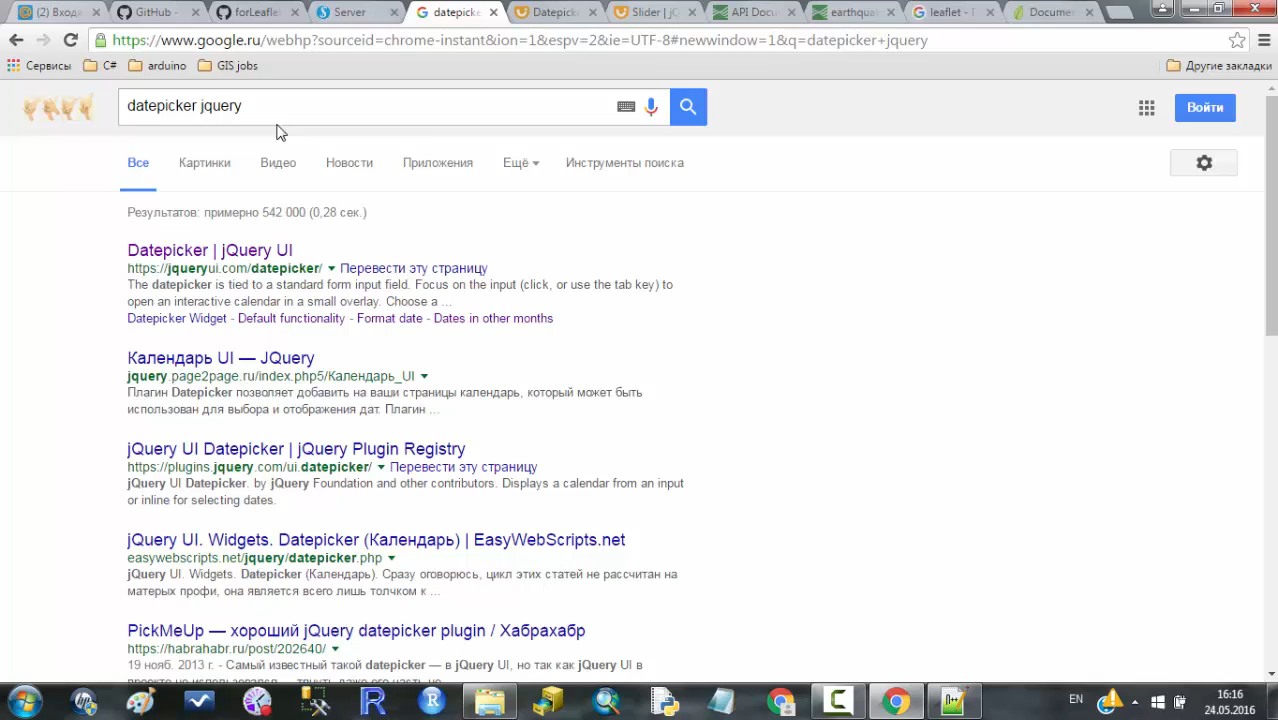 (2) Входи
GitHub -
forLeafle
Server
datepicke
Datepick
Slider | jQ
API Docu
earthqua
leaflet - П
Docume
https://www.google.ru/webhp?sourceid=chrome-instant&ion=1&espv=2&ie=UTF-8#newwindow=1&q=datepicker+jquery
Сервисы C# arduino GIS jobs Другие закладки
datepicker jquery
Войти
Все Картинки Видео Новости Приложения Ещё Инструменты поиска
Результатов: примерно 542 000 (0,28 сек.)
Datepicker | jQuery UI
https://jqueryui.com/datepicker/ Перевести эту страницу
The datepicker is tied to a standard form input field. Focus on the input (click, or use the tab key) to
open an interactive calendar in a small overlay. Choose a ...
Datepicker Widget - Default functionality - Format date - Dates in other months
Календарь UI — JQuery
jquery.page2page.ru/index.php5/Календарь_UI
Плагин Datepicker позволяет добавить на ваши страницы календарь, который может быть
использован для выбора и отображения дат. Плагин ...
jQuery UI Datepicker | jQuery Plugin Registry
https://plugins.jquery.com/ui.datepicker/ Перевести эту страницу
jQuery UI Datepicker. by jQuery Foundation and other contributors. Displays a calendar from an input
or inline for selecting dates.
jQuery UI. Widgets. Datepicker (Календарь) | EasyWebScripts.net
easywebscripts.net/jquery/datepicker.php
jQuery UI. Widgets. Datepicker (Календарь). Сразу оговорюсь, цикл этих статей не рассчитан на
матерых профи, она является всего лишь толчком к ...
PickMeUp — хороший jQuery datepicker plugin / Хабрахабр
https://habrahabr.ru/post/202640/
19 нояб. 2013 г. - Самый известный такой datepicker — в jQuery UI, но так как jQuery UI в
EN
16:16
24.05.2016